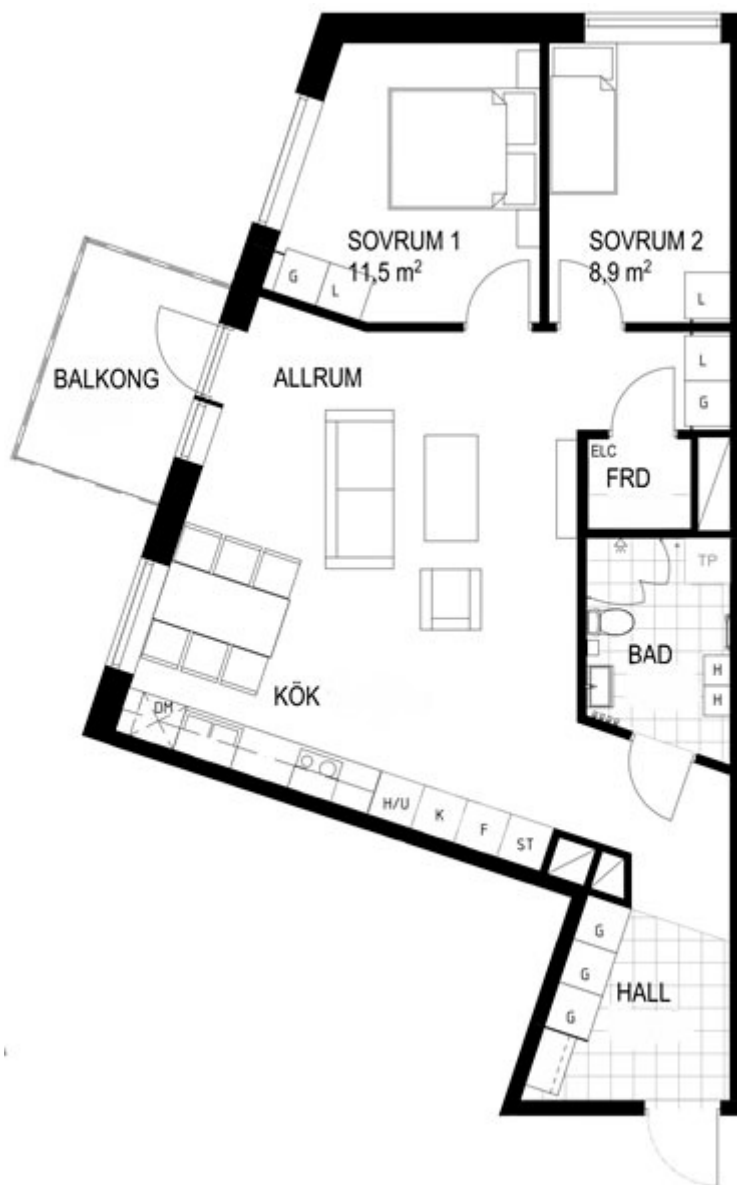 SOVRUM 1
11,5 m²
SOVRUM 2
8,9 m²
G
L
L
L
G
BALKONG
ALLRUM
ELC
FRD
TP
BAD
H
H
KÖK
DM
H/U
K
F
ST
G
G
G
HALL